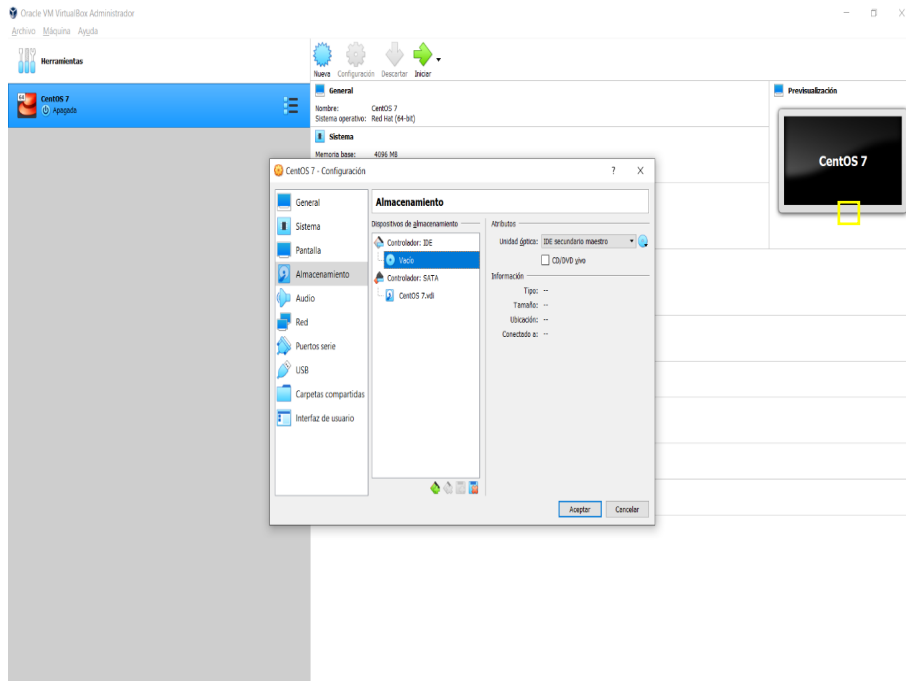 Oracle VM VirtualBox Administrador
Archivo Máquina Ayuda
Herramientas
Nueva Configuración Descartar Iniciar
64
CentOS 7
Apagada
General
Nombre: CentOS 7
Sistema operativo: Red Hat (64-bit)
Sistema
Memoria base: 4096 MB
Previsualización
CentOS 7
CentOS 7 - Configuración ? X
General
Sistema
Pantalla
Almacenamiento
Audio
Red
Puertos serie
USB
Carpetas compartidas
Interfaz de usuario
Almacenamiento
Dispositivos de almacenamiento
Controlador: IDE
Vacío
Controlador: SATA
CentOS 7.vdi
Atributos
Unidad óptica: IDE secundario maestro
CD/DVD vivo
Información
Tipo: --
Tamaño: --
Ubicación: --
Conectado a: --
Aceptar Cancelar